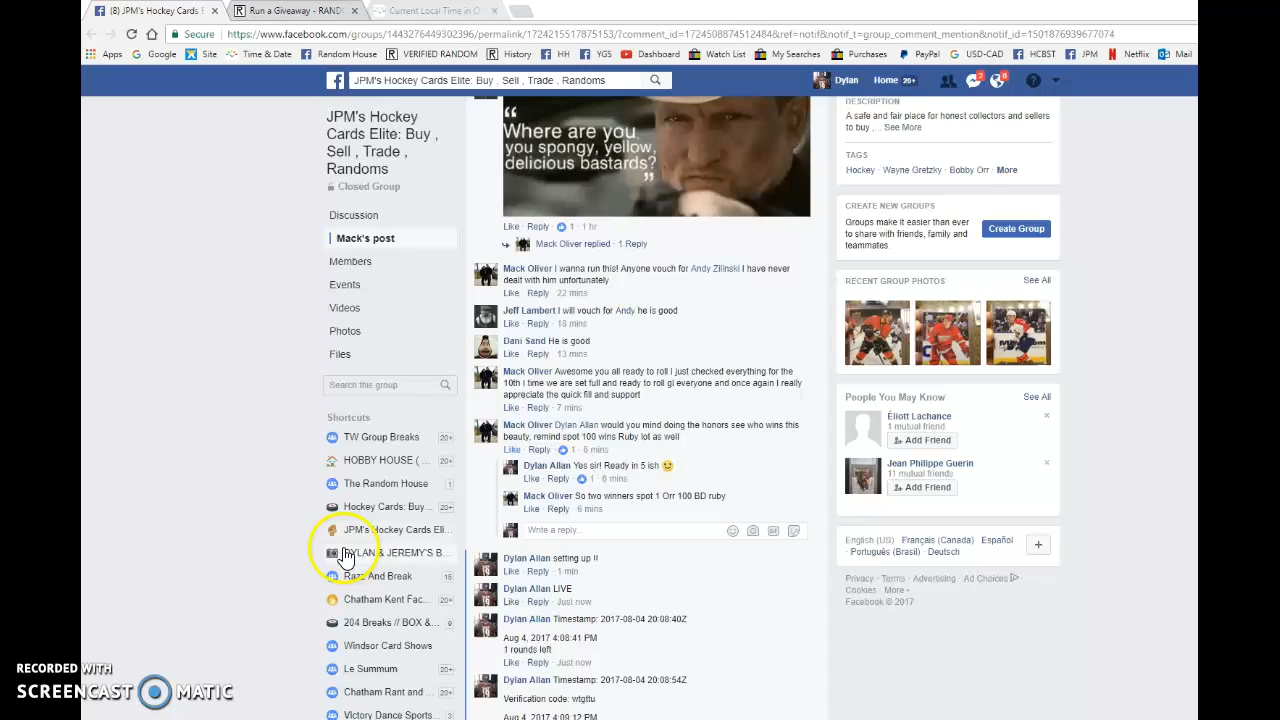 (8) JPM's Hockey Cards E
Run a Giveaway - RAND
Current Local Time in O
Secure
https://www.facebook.com/groups/1443276449302396/permalink/1724215517875153/?comment_id=1724508874512484&ref=notif&notif_t=group_comment_mention&notif_id=1501876939677074
Apps Google Site Time & Date Random House VERIFIED RANDOM History HH YGS Dashboard Watch List My Searches Purchases PayPal USD-CAD HCBST JPM Netflix Mail
JPM's Hockey Cards Elite: Buy , Sell , Trade , Randoms
Dylan Home 20+ 2 8
JPM's Hockey
Cards Elite: Buy ,
Sell , Trade ,
Randoms
Closed Group
Discussion
Mack's post
Members
Events
Videos
Photos
Files
Search this group
Shortcuts
TW Group Breaks 20+
HOBBY HOUSE ( ... 20+
The Random House 1
Hockey Cards: Buy... 20+
JPM's Hockey Cards Eli...
DYLAN & JEREMY'S B...
Razz And Break 15
Chatham Kent Fac... 20+
204 Breaks // BOX &... 9
Windsor Card Shows
Le Summum 20+
Chatham Rant and ... 20+
Victory Dance Sports... 3
“
Where are you,
you spongy, yellow,
delicious bastards?
”
Like · Reply · 1 · 1 hr
Mack Oliver replied · 1 Reply
Mack Oliver I wanna run this! Anyone vouch for Andy Zilinski I have never
dealt with him unfortunately
Like · Reply · 22 mins
Jeff Lambert I will vouch for Andy he is good
Like · Reply · 18 mins
Dani Sand He is good
Like · Reply · 13 mins
Mack Oliver Awesome you all ready to roll I just checked everything for the
10th i time we are set full and ready to roll gl everyone and once again I really
appreciate the quick fill and support
Like · Reply · 7 mins
Mack Oliver Dylan Allan would you mind doing the honors see who wins this
beauty, remind spot 100 wins Ruby lot as well
Like · Reply · 1 · 6 mins
Dylan Allan Yes sir! Ready in 5 ish
Like · Reply · 1 · 6 mins
Mack Oliver So two winners spot 1 Orr 100 BD ruby
Like · Reply · 6 mins
Write a reply...
Dylan Allan setting up !!
Like · Reply · 1 min
Dylan Allan LIVE
Like · Reply · Just now
Dylan Allan Timestamp: 2017-08-04 20:08:40Z
Aug 4, 2017 4:08:41 PM
1 rounds left
Like · Reply · Just now
Dylan Allan Timestamp: 2017-08-04 20:08:54Z
Verification code: wtgttu
Aug 4, 2017 4:09:12 PM
DESCRIPTION
A safe and fair place for honest collectors and sellers
to buy ,... See More
TAGS
Hockey · Wayne Gretzky · Bobby Orr · More
CREATE NEW GROUPS
Groups make it easier than ever
to share with friends, family and
teammates.
Create Group
RECENT GROUP PHOTOS See All
People You May Know See All
Éliott Lachance
1 mutual friend
Add Friend
Jean Philippe Guerin
11 mutual friends
Add Friend
English (US) · Français (Canada) · Español
· Português (Brasil) · Deutsch
Privacy · Terms · Advertising · Ad Choices
Cookies · More
Facebook © 2017
RECORDED WITH
SCREENCAST MATIC